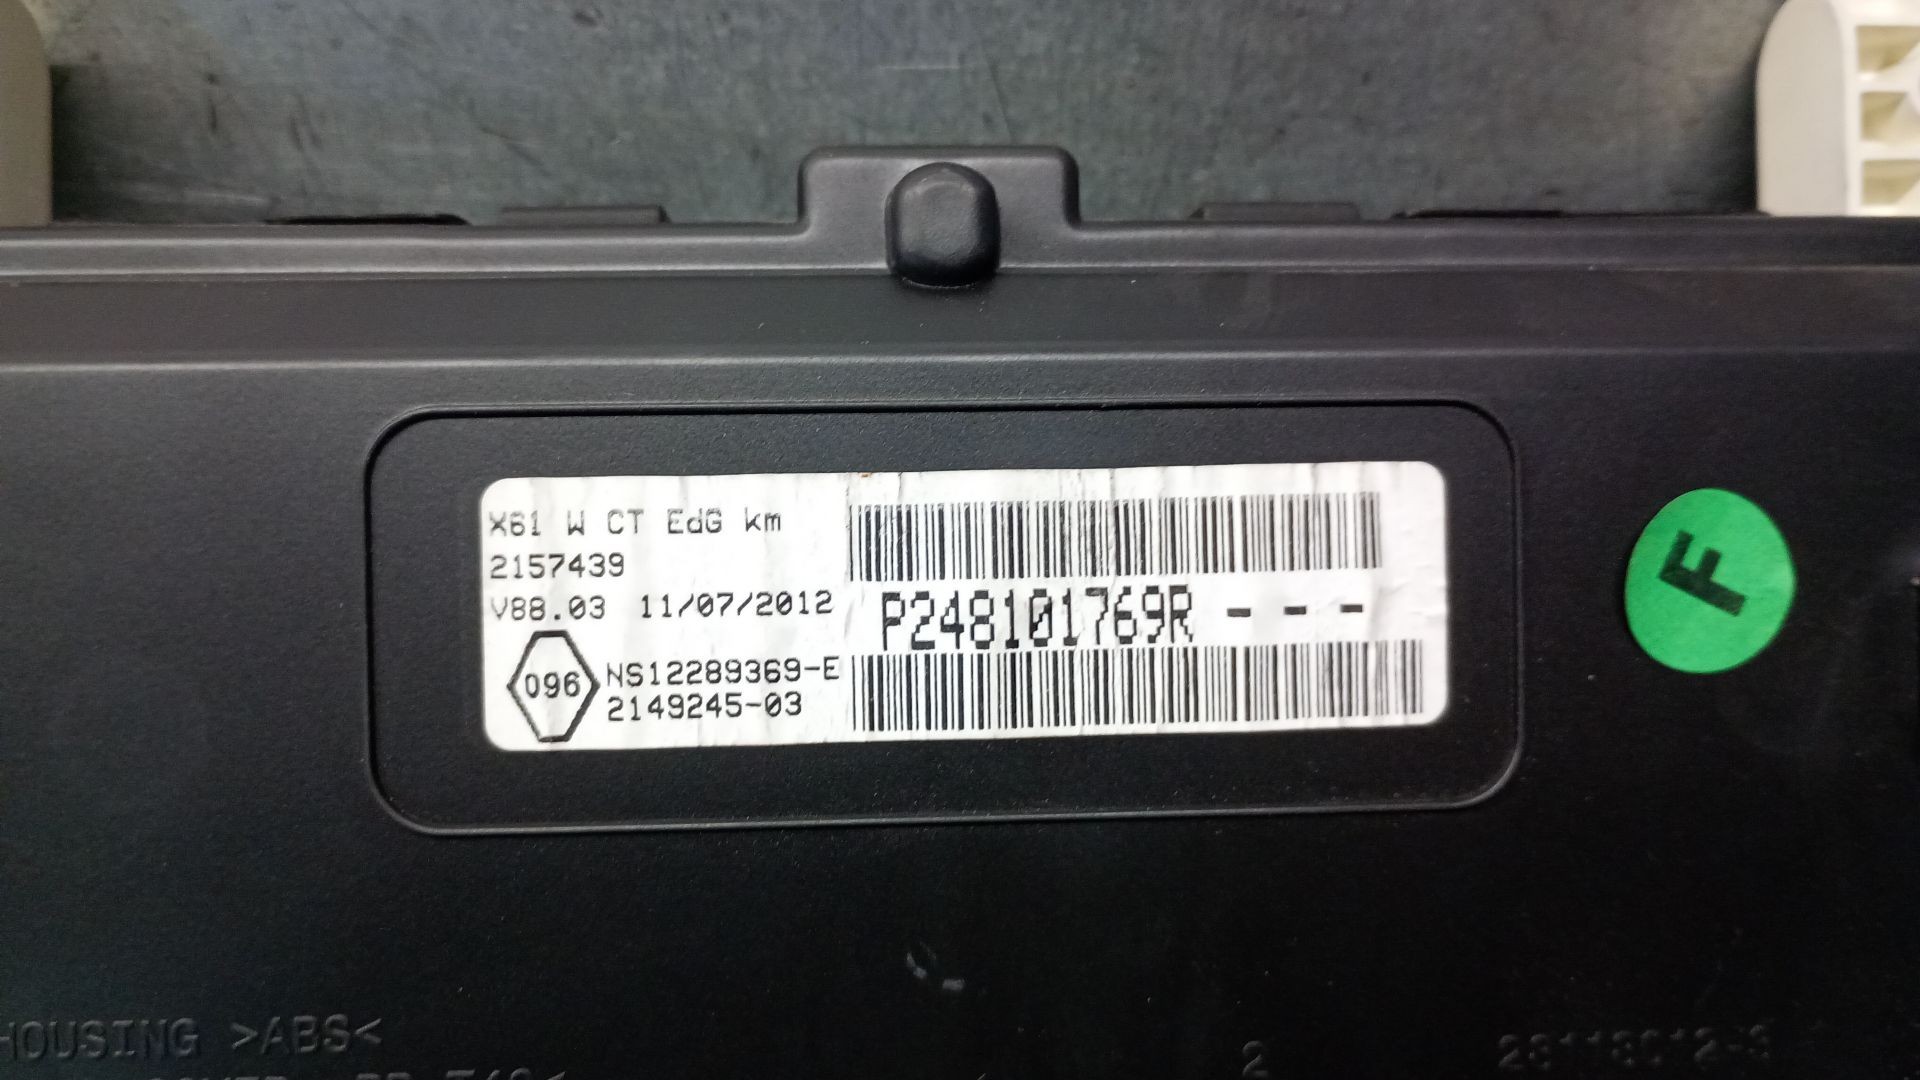 X61 W CT EdG km
2157439
V88.03 11/07/2012
096
NS12289369-E
2149245-03
P248101769R - - -
F
HOUSING >ABS<
2